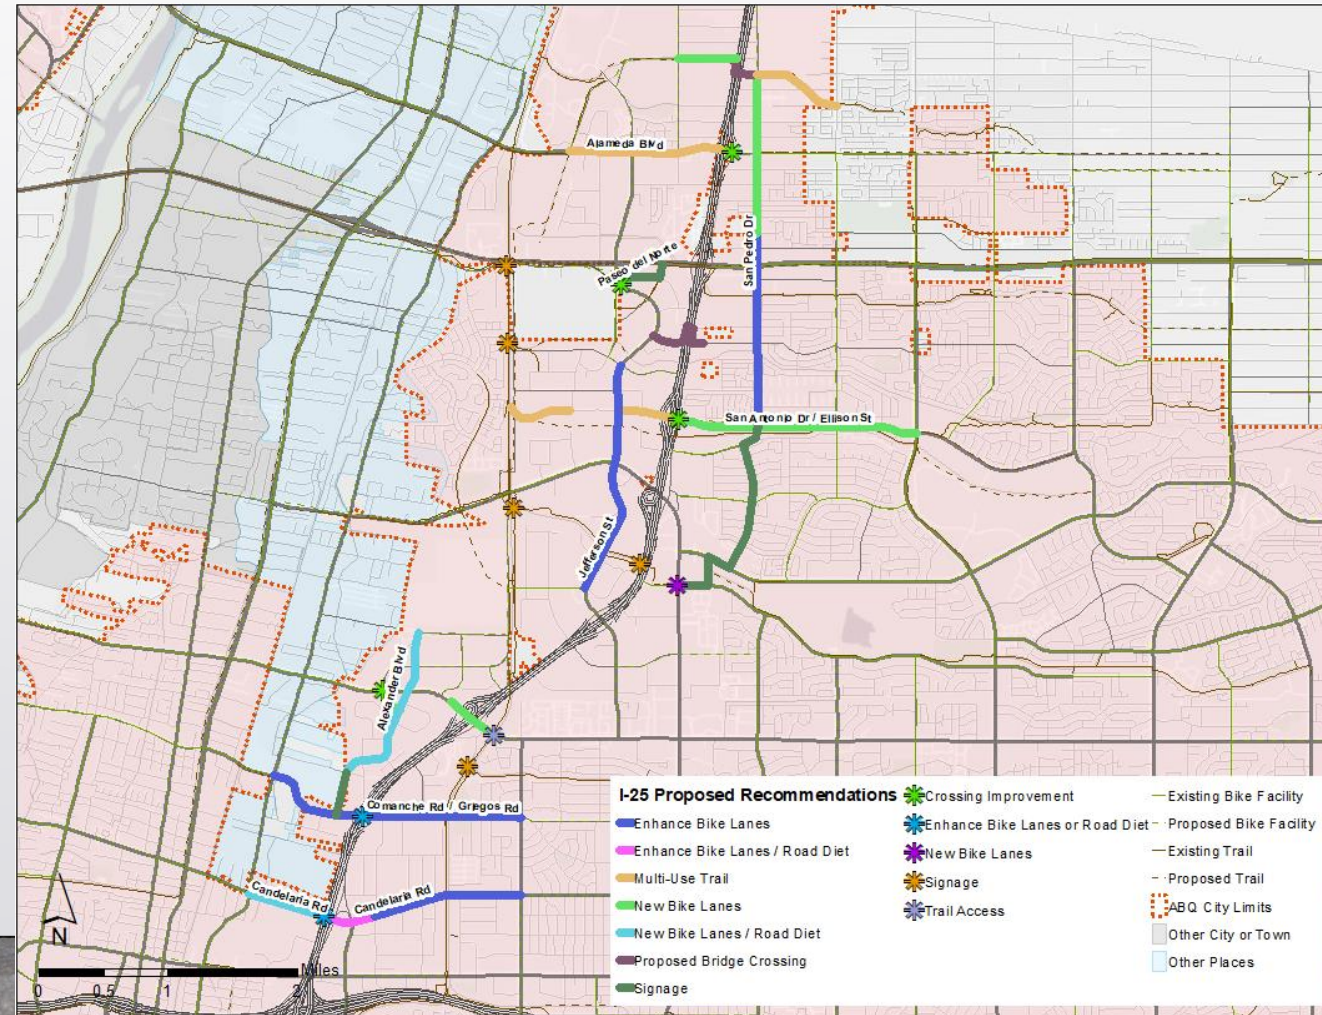 Alameda Blvd
San Pedro Dr
Paseo del Norte
San Antonio Dr / Ellison St
Jefferson St
Alexander Blvd
Comanche Rd / Griegos Rd
Candelaria Rd
Candelaria Rd
N
Miles
0 0.5 1 2
I-25 Proposed Recommendations
Enhance Bike Lanes
Enhance Bike Lanes / Road Diet
Multi-Use Trail
New Bike Lanes
New Bike Lanes / Road Diet
Proposed Bridge Crossing
Signage
Crossing Improvement
Enhance Bike Lanes or Road Diet
New Bike Lanes
Signage
Trail Access
Existing Bike Facility
Proposed Bike Facility
Existing Trail
Proposed Trail
ABQ City Limits
Other City or Town
Other Places